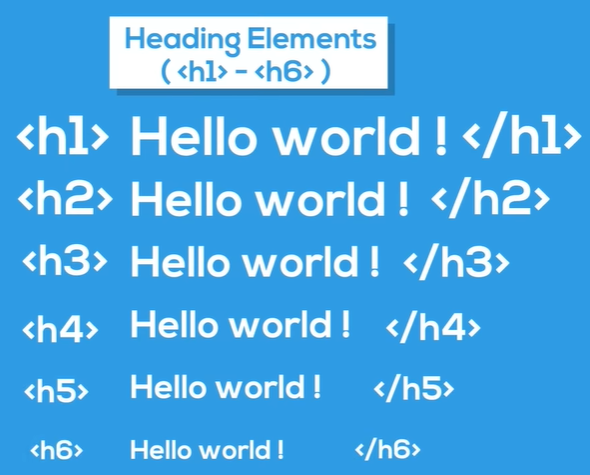 Heading Elements
( <h1> - <h6> )
<h1> Hello world ! </h1>
<h2> Hello world ! </h2>
<h3> Hello world ! </h3>
<h4> Hello world ! </h4>
<h5> Hello world ! </h5>
<h6> Hello world ! </h6>